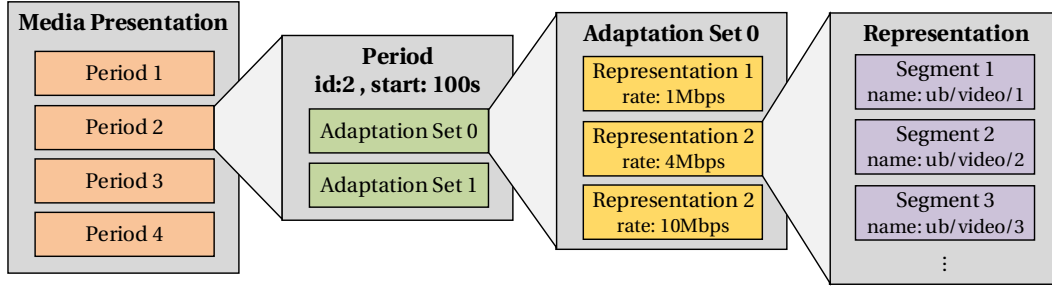 Media Presentation
Period 1
Period 2
Period 3
Period 4
Period
id:2 , start: 100s
Adaptation Set 0
Adaptation Set 1
Adaptation Set 0
Representation 1
rate: 1Mbps
Representation 2
rate: 4Mbps
Representation 2
rate: 10Mbps
Representation
Segment 1
name: ub/video/1
Segment 2
name: ub/video/2
Segment 3
name: ub/video/3
⋮